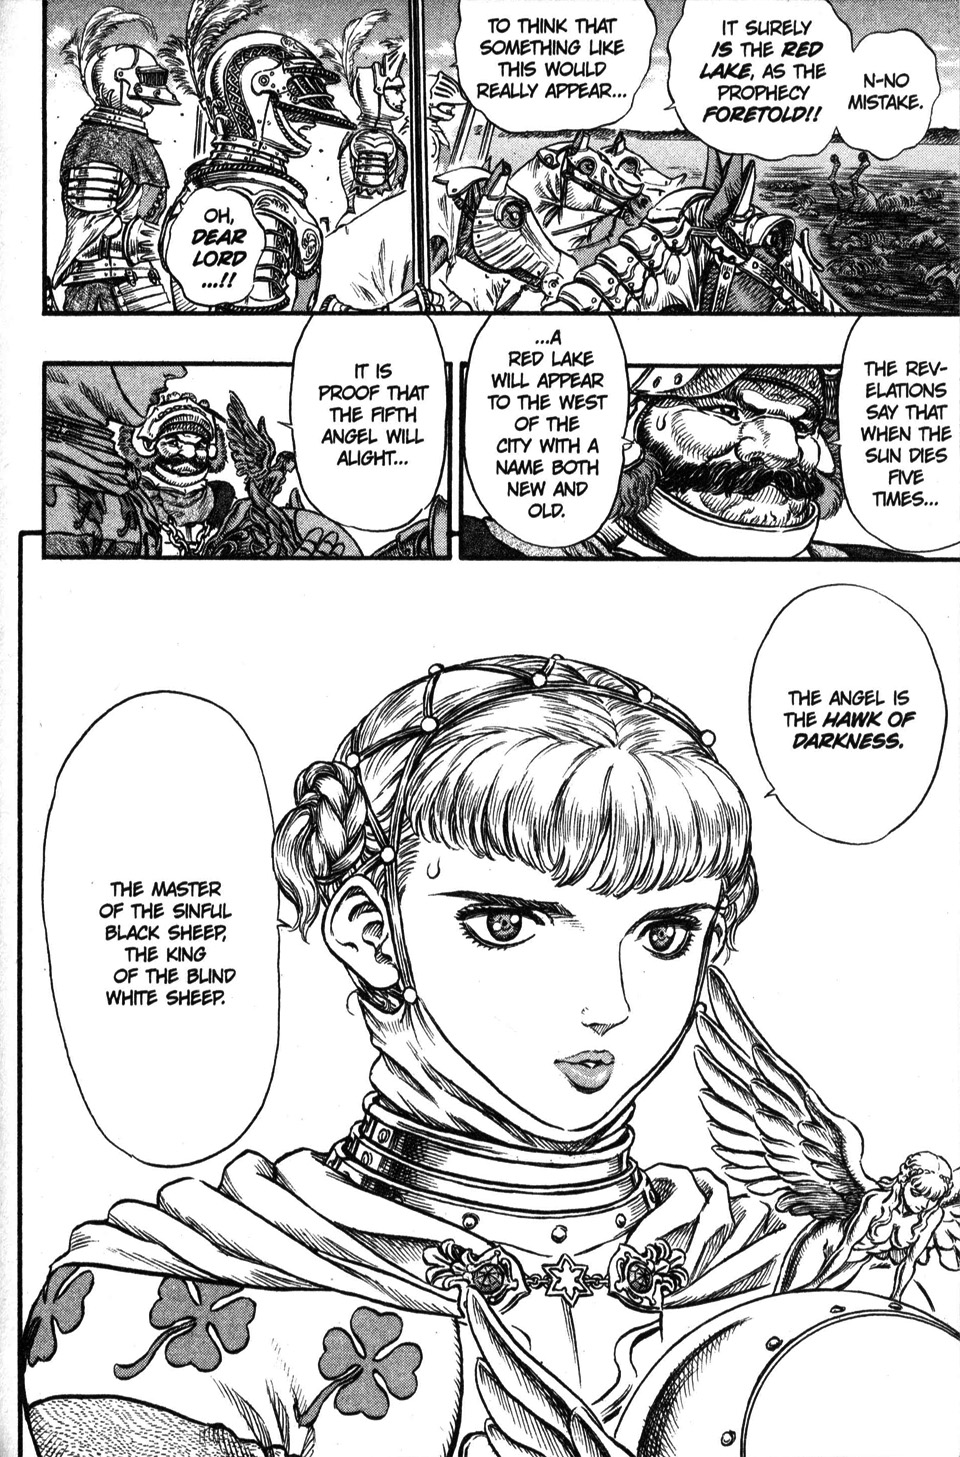 N-NO
MISTAKE.
IT SURELY
IS THE RED
LAKE, AS THE
PROPHECY
FORETOLD!!
TO THINK THAT
SOMETHING LIKE
THIS WOULD
REALLY APPEAR...
OH,
DEAR
LORD
...!!
THE REV-
ELATIONS
SAY THAT
WHEN THE
SUN DIES
FIVE
TIMES...
...A
RED LAKE
WILL APPEAR
TO THE WEST
OF THE
CITY WITH A
NAME BOTH
NEW AND
OLD.
IT IS
PROOF THAT
THE FIFTH
ANGEL WILL
ALIGHT...
THE ANGEL IS
THE HAWK OF
DARKNESS.
THE MASTER
OF THE SINFUL
BLACK SHEEP,
THE KING
OF THE BLIND
WHITE SHEEP.